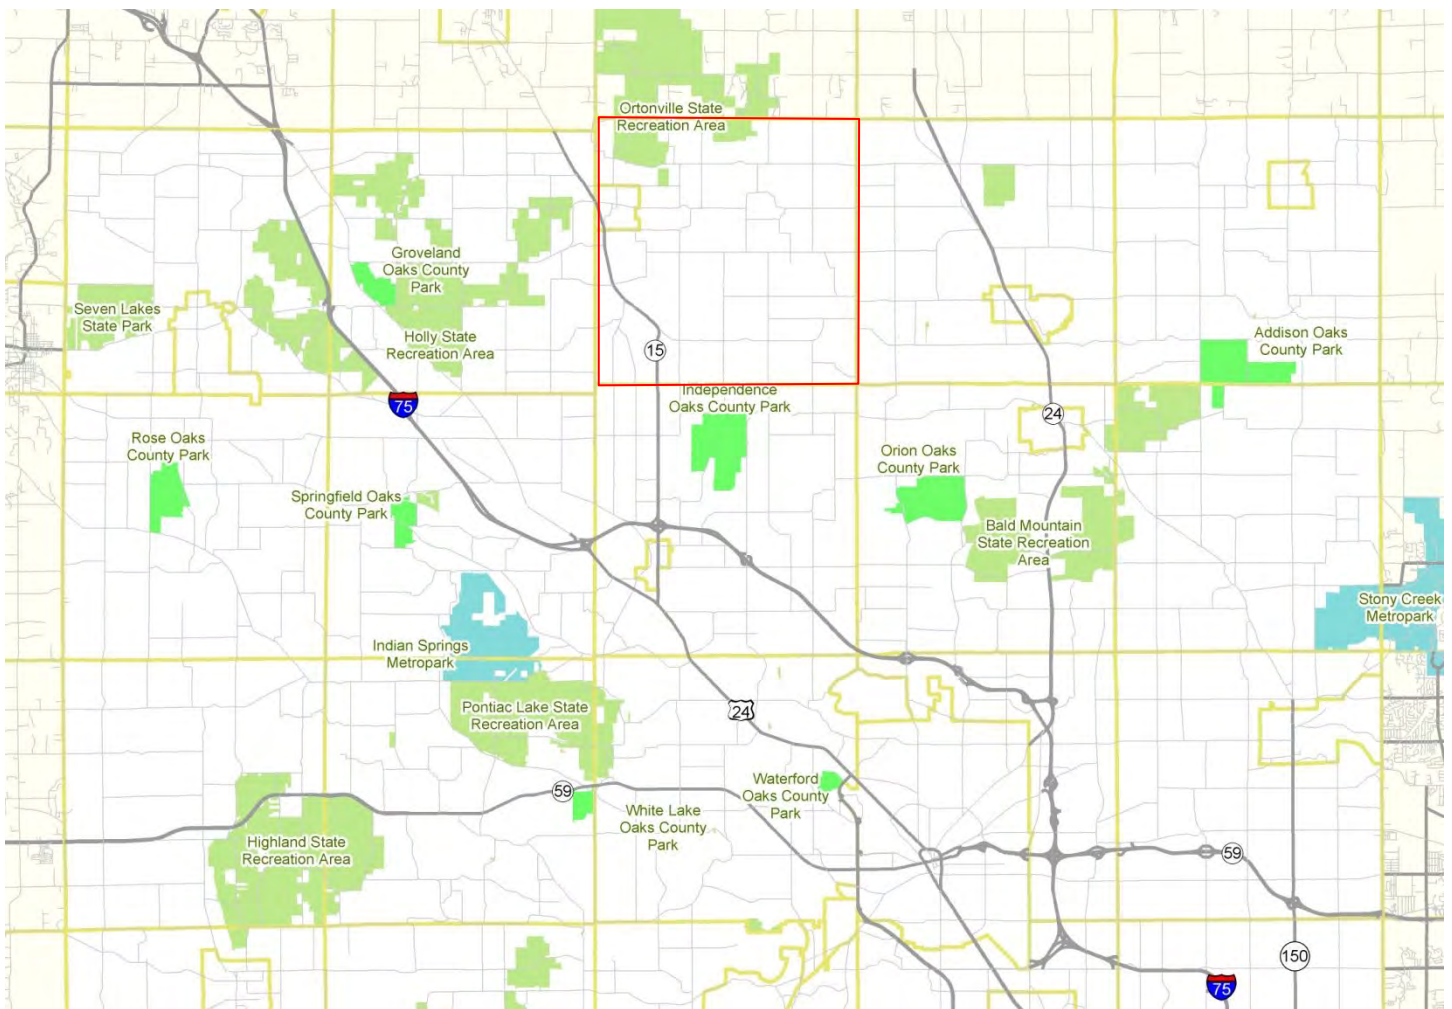 Ortonville State
Recreation Area
Groveland
Oaks County
Park
Seven Lakes
State Park
Holly State
Recreation Area
15
Addison Oaks
County Park
75
Independence
Oaks County Park
24
Rose Oaks
County Park
Springfield Oaks
County Park
Orion Oaks
County Park
Bald Mountain
State Recreation
Area
Stony Creek
Metropark
Indian Springs
Metropark
Pontiac Lake State
Recreation Area
24
59
White Lake
Oaks County
Park
Waterford
Oaks County
Park
Highland State
Recreation Area
59
150
75